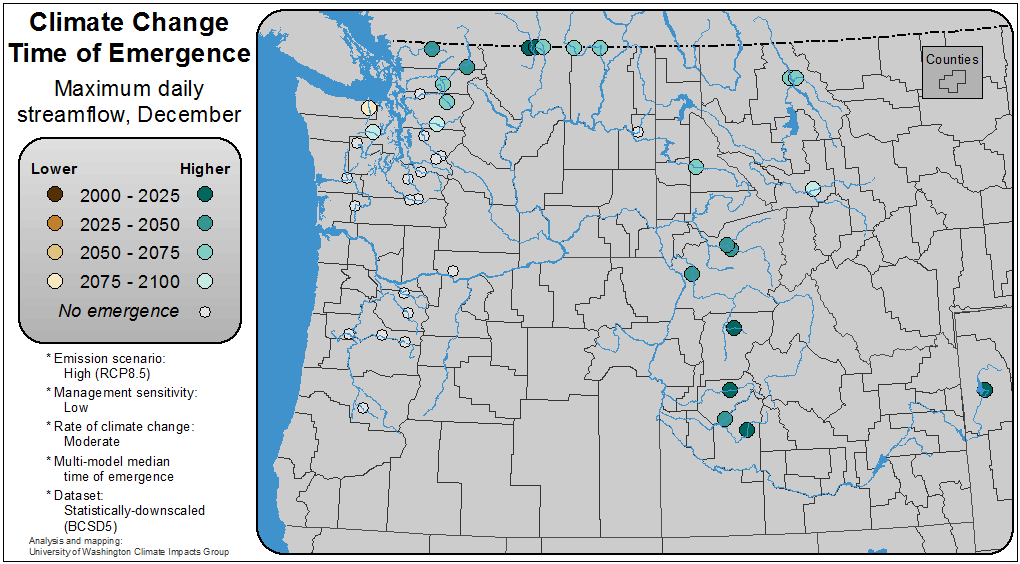 Climate Change
Time of Emergence
Maximum daily
streamflow, December
Lower Higher
2000 - 2025
2025 - 2050
2050 - 2075
2075 - 2100
No emergence
* Emission scenario:
High (RCP8.5)
* Management sensitivity:
Low
* Rate of climate change:
Moderate
* Multi-model median
time of emergence
* Dataset:
Statistically-downscaled
(BCSD5)
Analysis and mapping:
University of Washington Climate Impacts Group
Counties